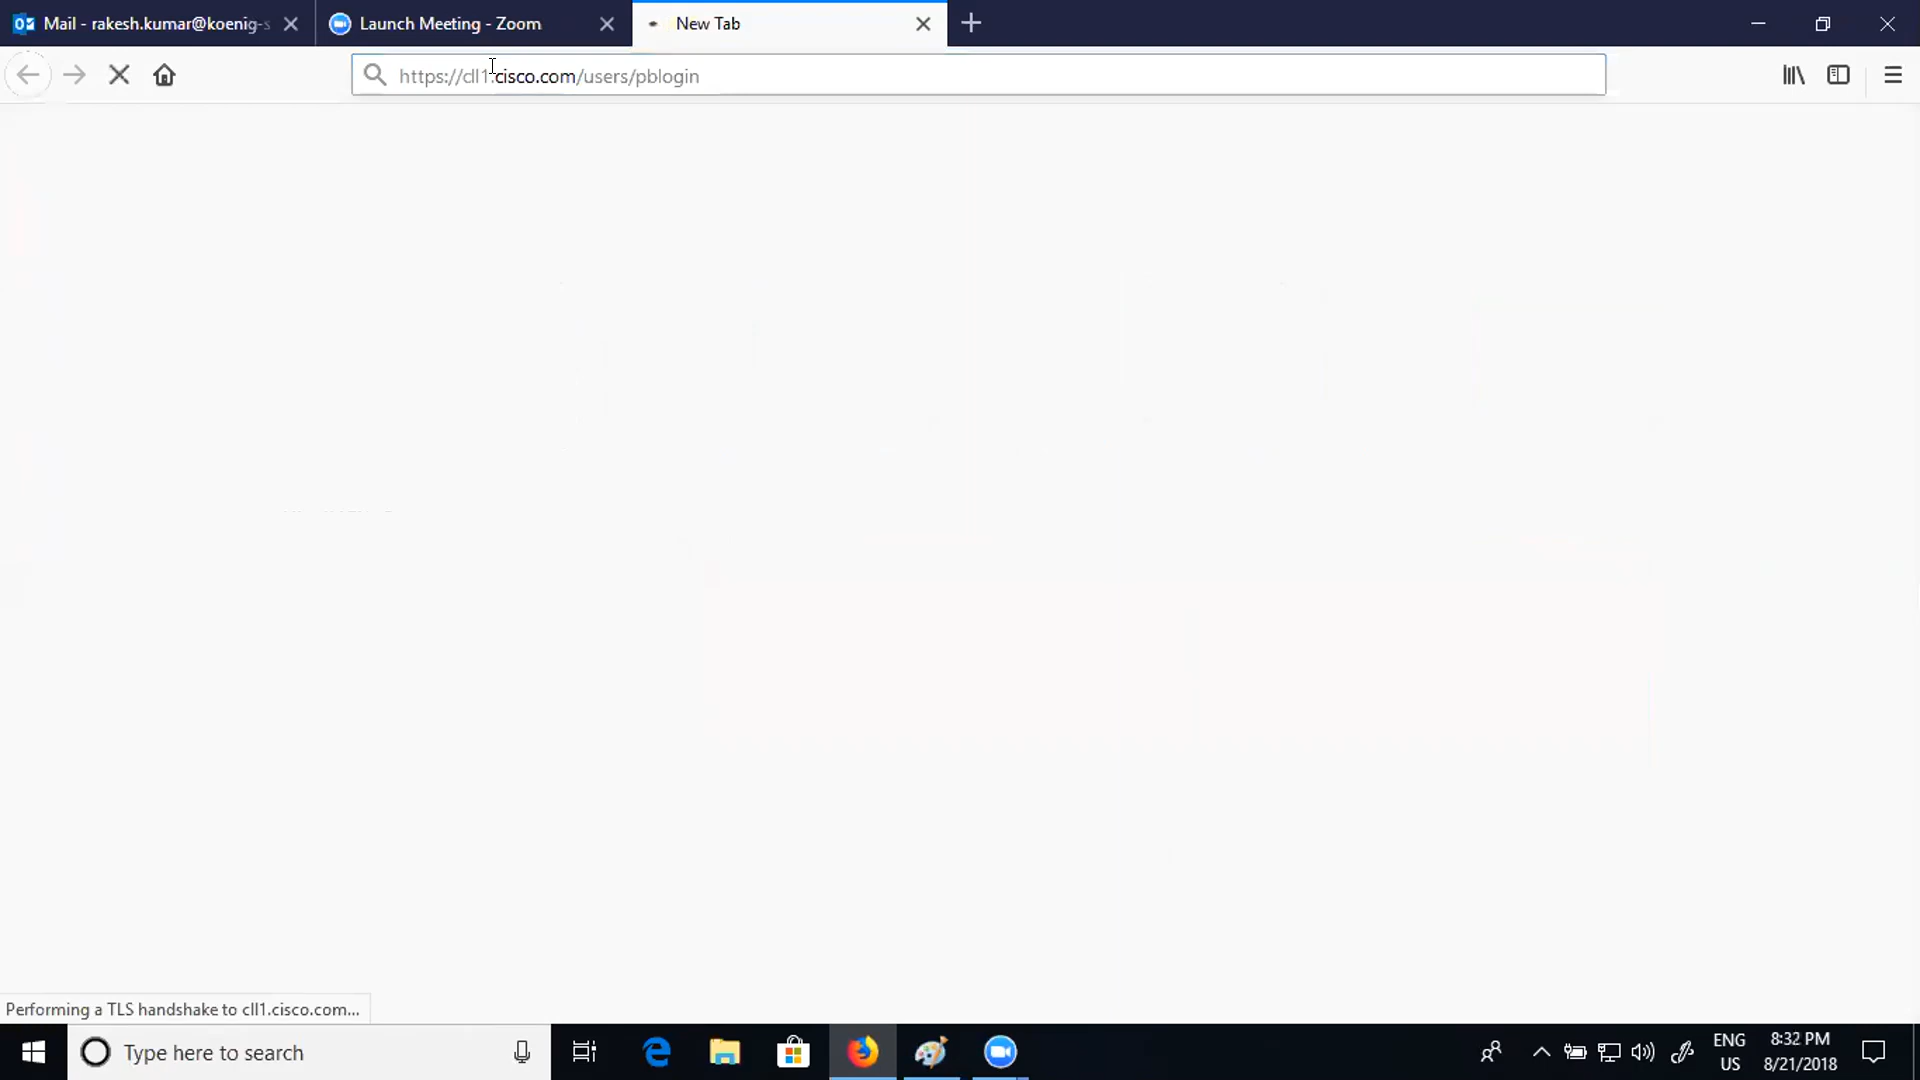 Mail - rakesh.kumar@koenig-s
Launch Meeting - Zoom
New Tab
https://cll1.cisco.com/users/pblogin
Performing a TLS handshake to cll1.cisco.com...
Type here to search
ENG
US
8:32 PM
8/21/2018